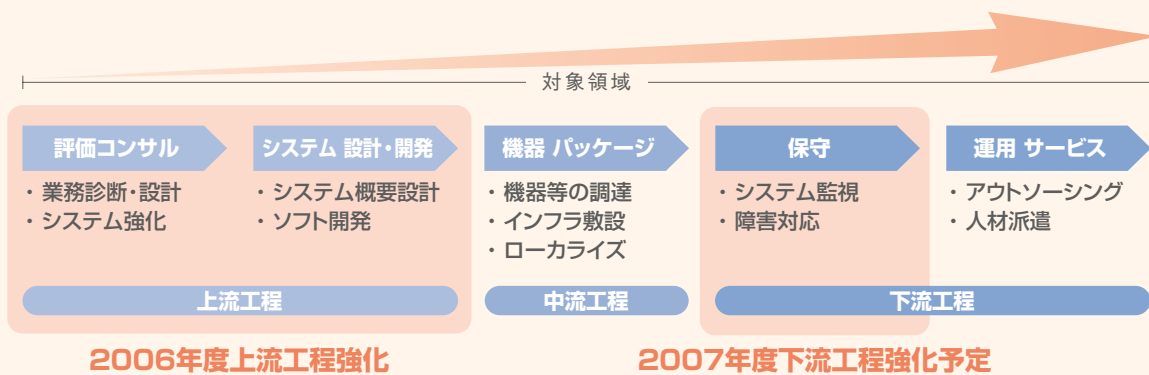 対象領域
評価コンサル
・業務診断・設計
・システム強化
システム 設計・開発
・システム概要設計
・ソフト開発
機器 パッケージ
・機器等の調達
・インフラ敷設
・ローカライズ
保守
・システム監視
・障害対応
運用 サービス
・アウトソーシング
・人材派遣
上流工程
中流工程
下流工程
2006年度上流工程強化
2007年度下流工程強化予定